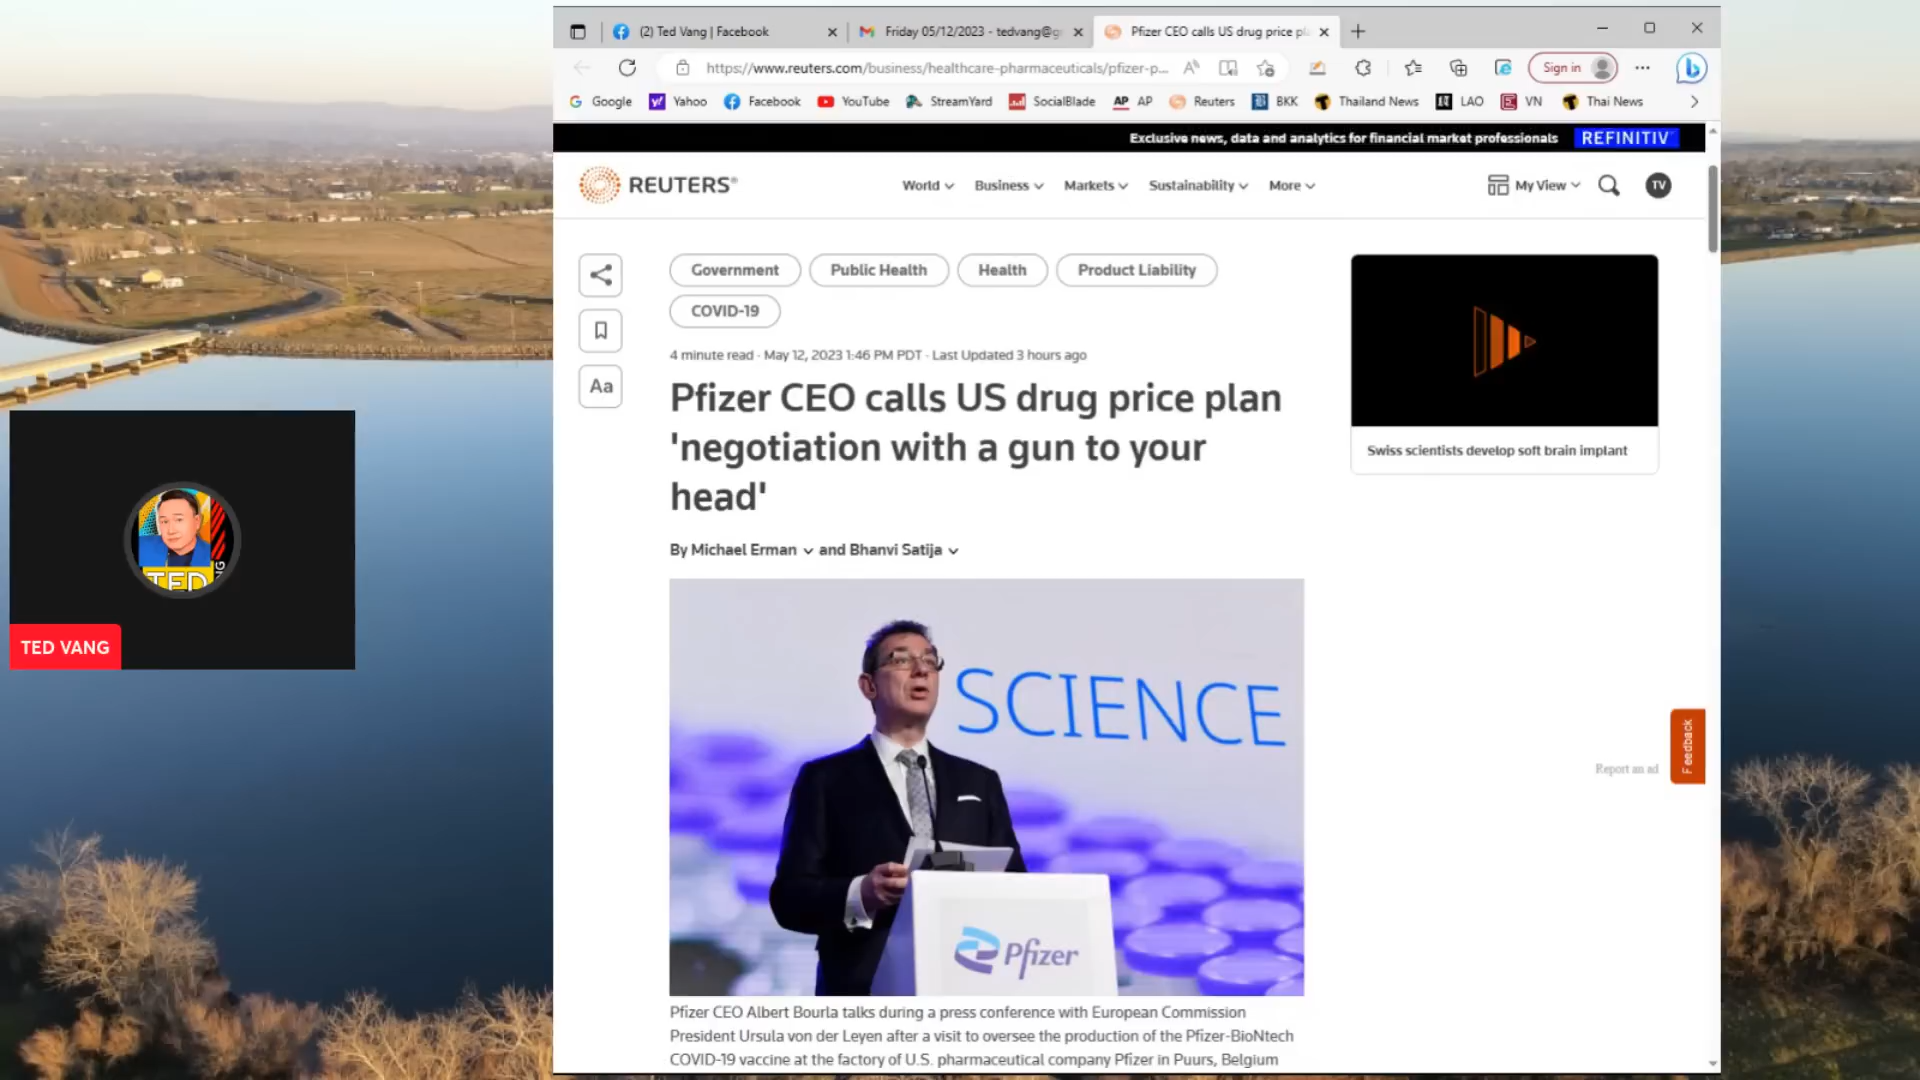 (2) Ted Vang | Facebook
Friday 05/12/2023 - tedvang@g
Pfizer CEO calls US drug price pl
https://www.reuters.com/business/healthcare-pharmaceuticals/pfizer-p...
Sign in
Google Yahoo Facebook YouTube StreamYard SocialBlade AP AP Reuters BKK Thailand News LAO VN Thai News
Exclusive news, data and analytics for financial market professionals REFINITIV
REUTERS®
World Business Markets Sustainability More
My View
TV
Government Public Health Health Product Liability
COVID-19
Aa
4 minute read · May 12, 2023 1:46 PM PDT · Last Updated 3 hours ago
Pfizer CEO calls US drug price plan
'negotiation with a gun to your
head'
By Michael Erman and Bhanvi Satija
Swiss scientists develop soft brain implant
SCIENCE
Pfizer
Report an ad
Feedback
Pfizer CEO Albert Bourla talks during a press conference with European Commission
President Ursula von der Leyen after a visit to oversee the production of the Pfizer-BioNtech
COVID-19 vaccine at the factory of U.S. pharmaceutical company Pfizer in Puurs, Belgium
TED
NG
TED VANG